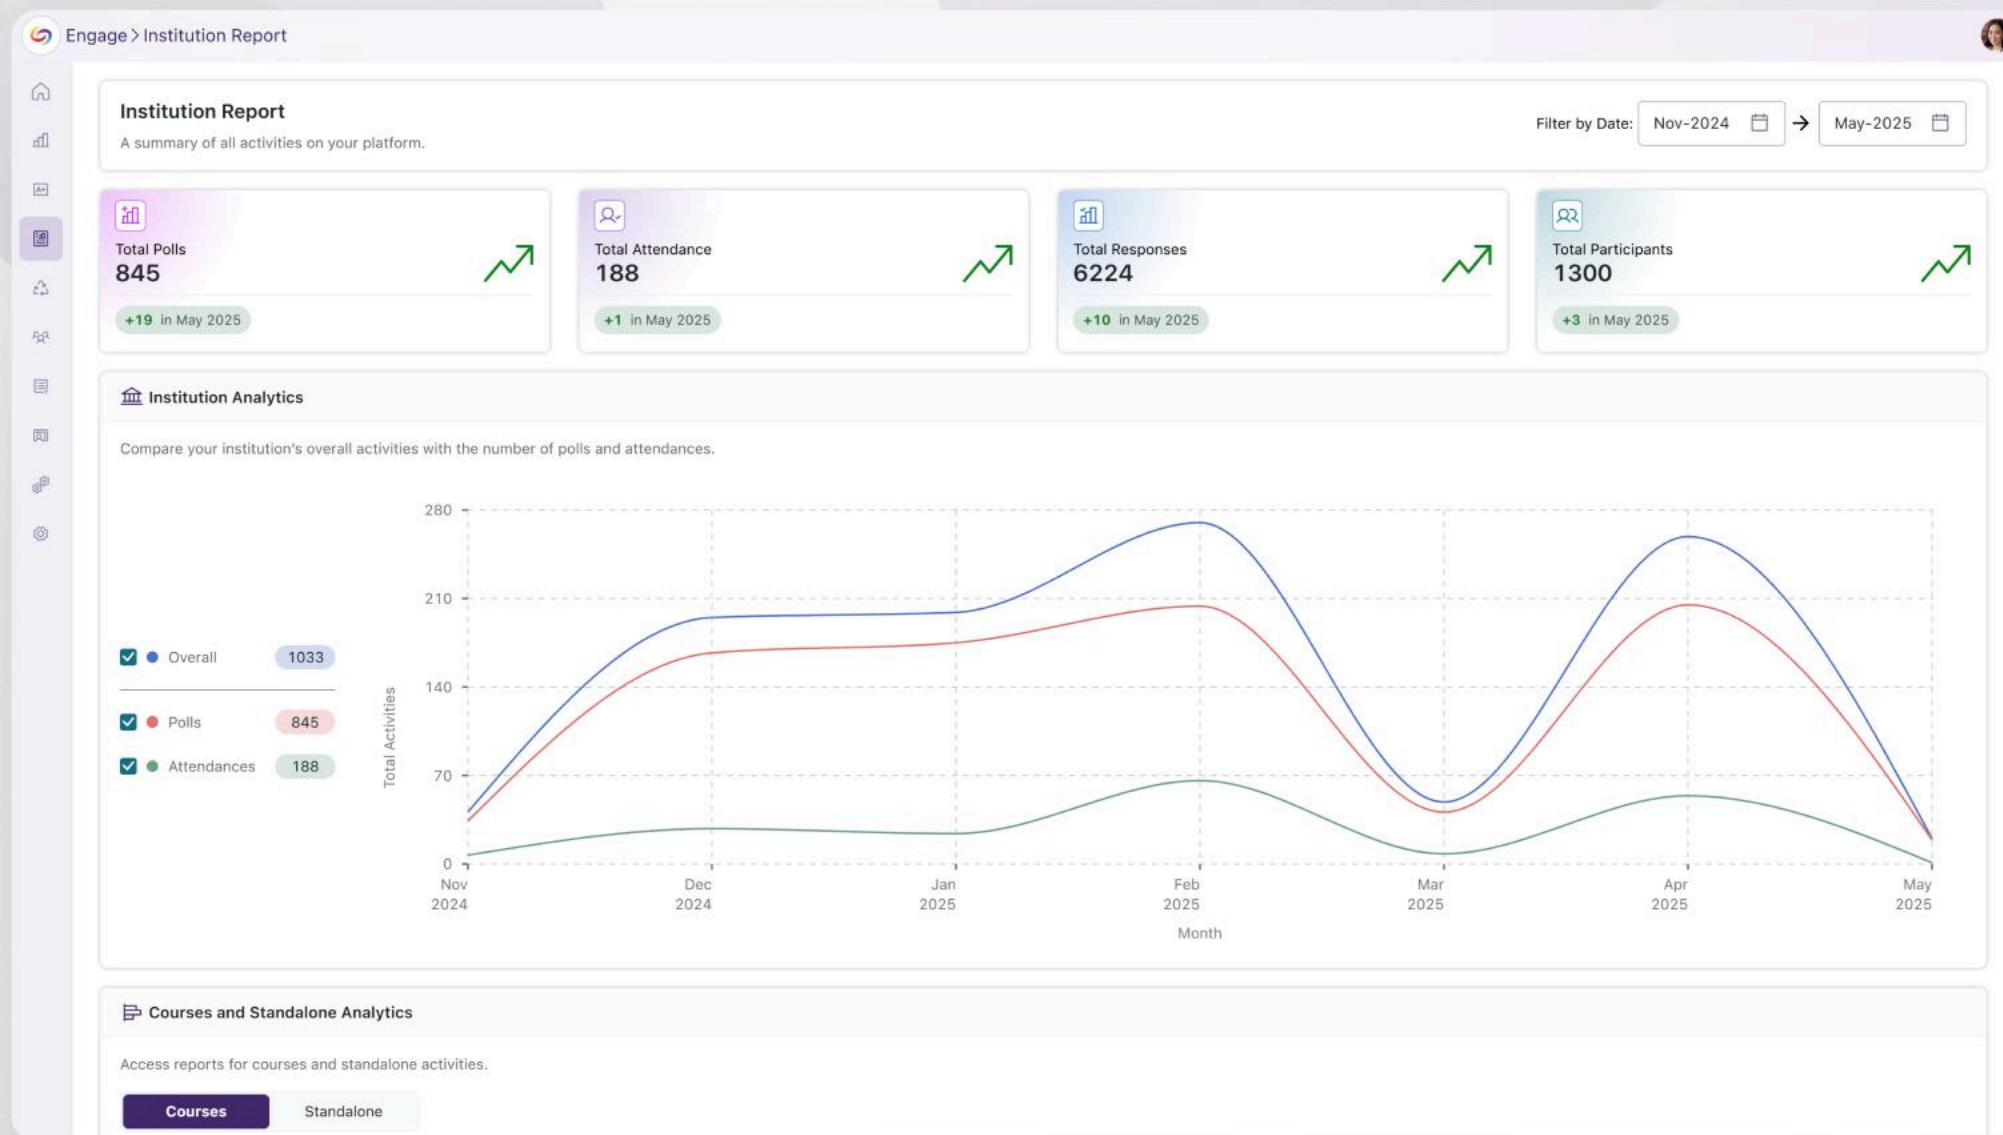 Engage > Institution Report
Institution Report
A summary of all activities on your platform.
Filter by Date: Nov-2024 → May-2025
Total Polls
845
+19 in May 2025
Total Attendance
188
+1 in May 2025
Total Responses
6224
+10 in May 2025
Total Participants
1300
+3 in May 2025
Institution Analytics
Compare your institution's overall activities with the number of polls and attendances.
Overall 1033
Polls 845
Attendances 188
Total Activities
280
210
140
70
0
Nov 2024
Dec 2024
Jan 2025
Feb 2025
Mar 2025
Apr 2025
May 2025
Month
Courses and Standalone Analytics
Access reports for courses and standalone activities.
Courses Standalone